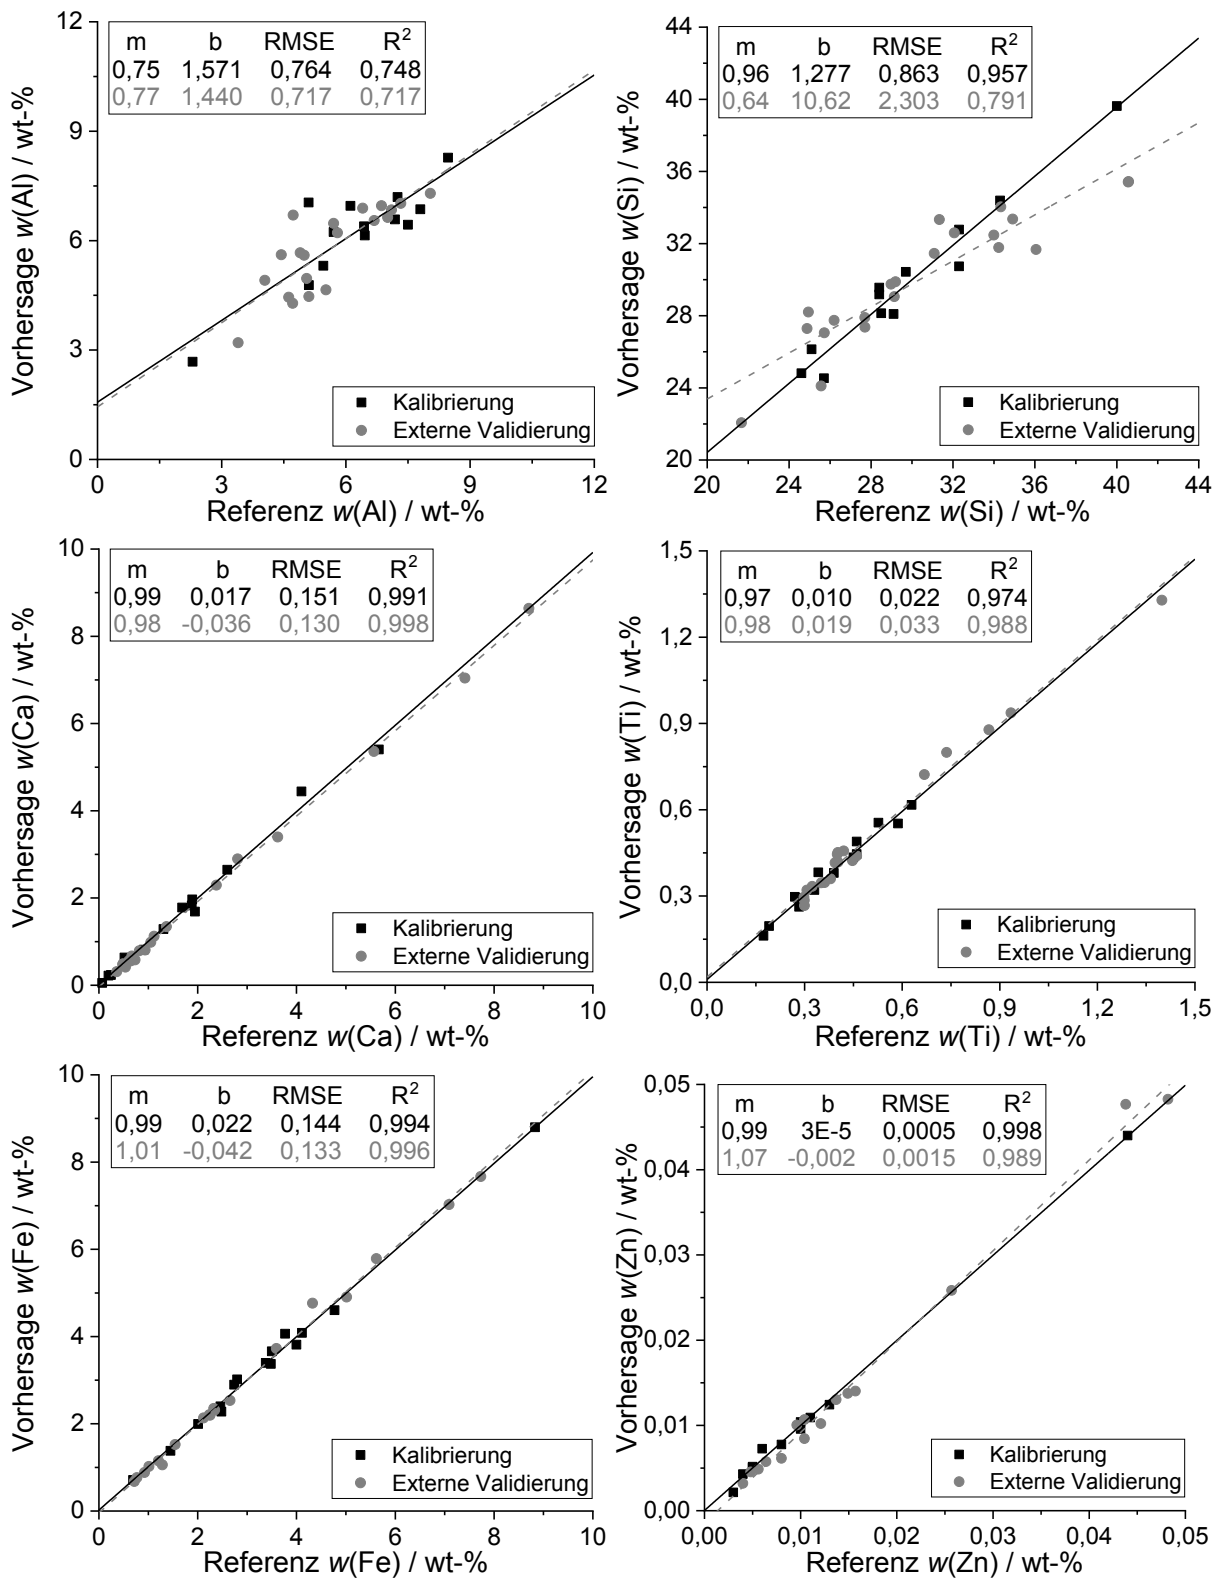 m b RMSE R²
0,75 1,571 0,764 0,748
0,77 1,440 0,717 0,717
12
9
6
3
0
Vorhersage w(Al) / wt-%
Kalibrierung
Externe Validierung
0 3 6 9 12
Referenz w(Al) / wt-%
m b RMSE R²
0,96 1,277 0,863 0,957
0,64 10,62 2,303 0,791
44
40
36
32
28
24
20
Vorhersage w(Si) / wt-%
Kalibrierung
Externe Validierung
20 24 28 32 36 40 44
Referenz w(Si) / wt-%
m b RMSE R²
0,99 0,017 0,151 0,991
0,98 -0,036 0,130 0,998
10
8
6
4
2
0
Vorhersage w(Ca) / wt-%
Kalibrierung
Externe Validierung
0 2 4 6 8 10
Referenz w(Ca) / wt-%
m b RMSE R²
0,97 0,010 0,022 0,974
0,98 0,019 0,033 0,988
1,5
1,2
0,9
0,6
0,3
0,0
Vorhersage w(Ti) / wt-%
Kalibrierung
Externe Validierung
0,0 0,3 0,6 0,9 1,2 1,5
Referenz w(Ti) / wt-%
m b RMSE R²
0,99 0,022 0,144 0,994
1,01 -0,042 0,133 0,996
10
8
6
4
2
0
Vorhersage w(Fe) / wt-%
Kalibrierung
Externe Validierung
0 2 4 6 8 10
Referenz w(Fe) / wt-%
m b RMSE R²
0,99 3E-5 0,0005 0,998
1,07 -0,002 0,0015 0,989
0,05
0,04
0,03
0,02
0,01
0,00
Vorhersage w(Zn) / wt-%
Kalibrierung
Externe Validierung
0,00 0,01 0,02 0,03 0,04 0,05
Referenz w(Zn) / wt-%